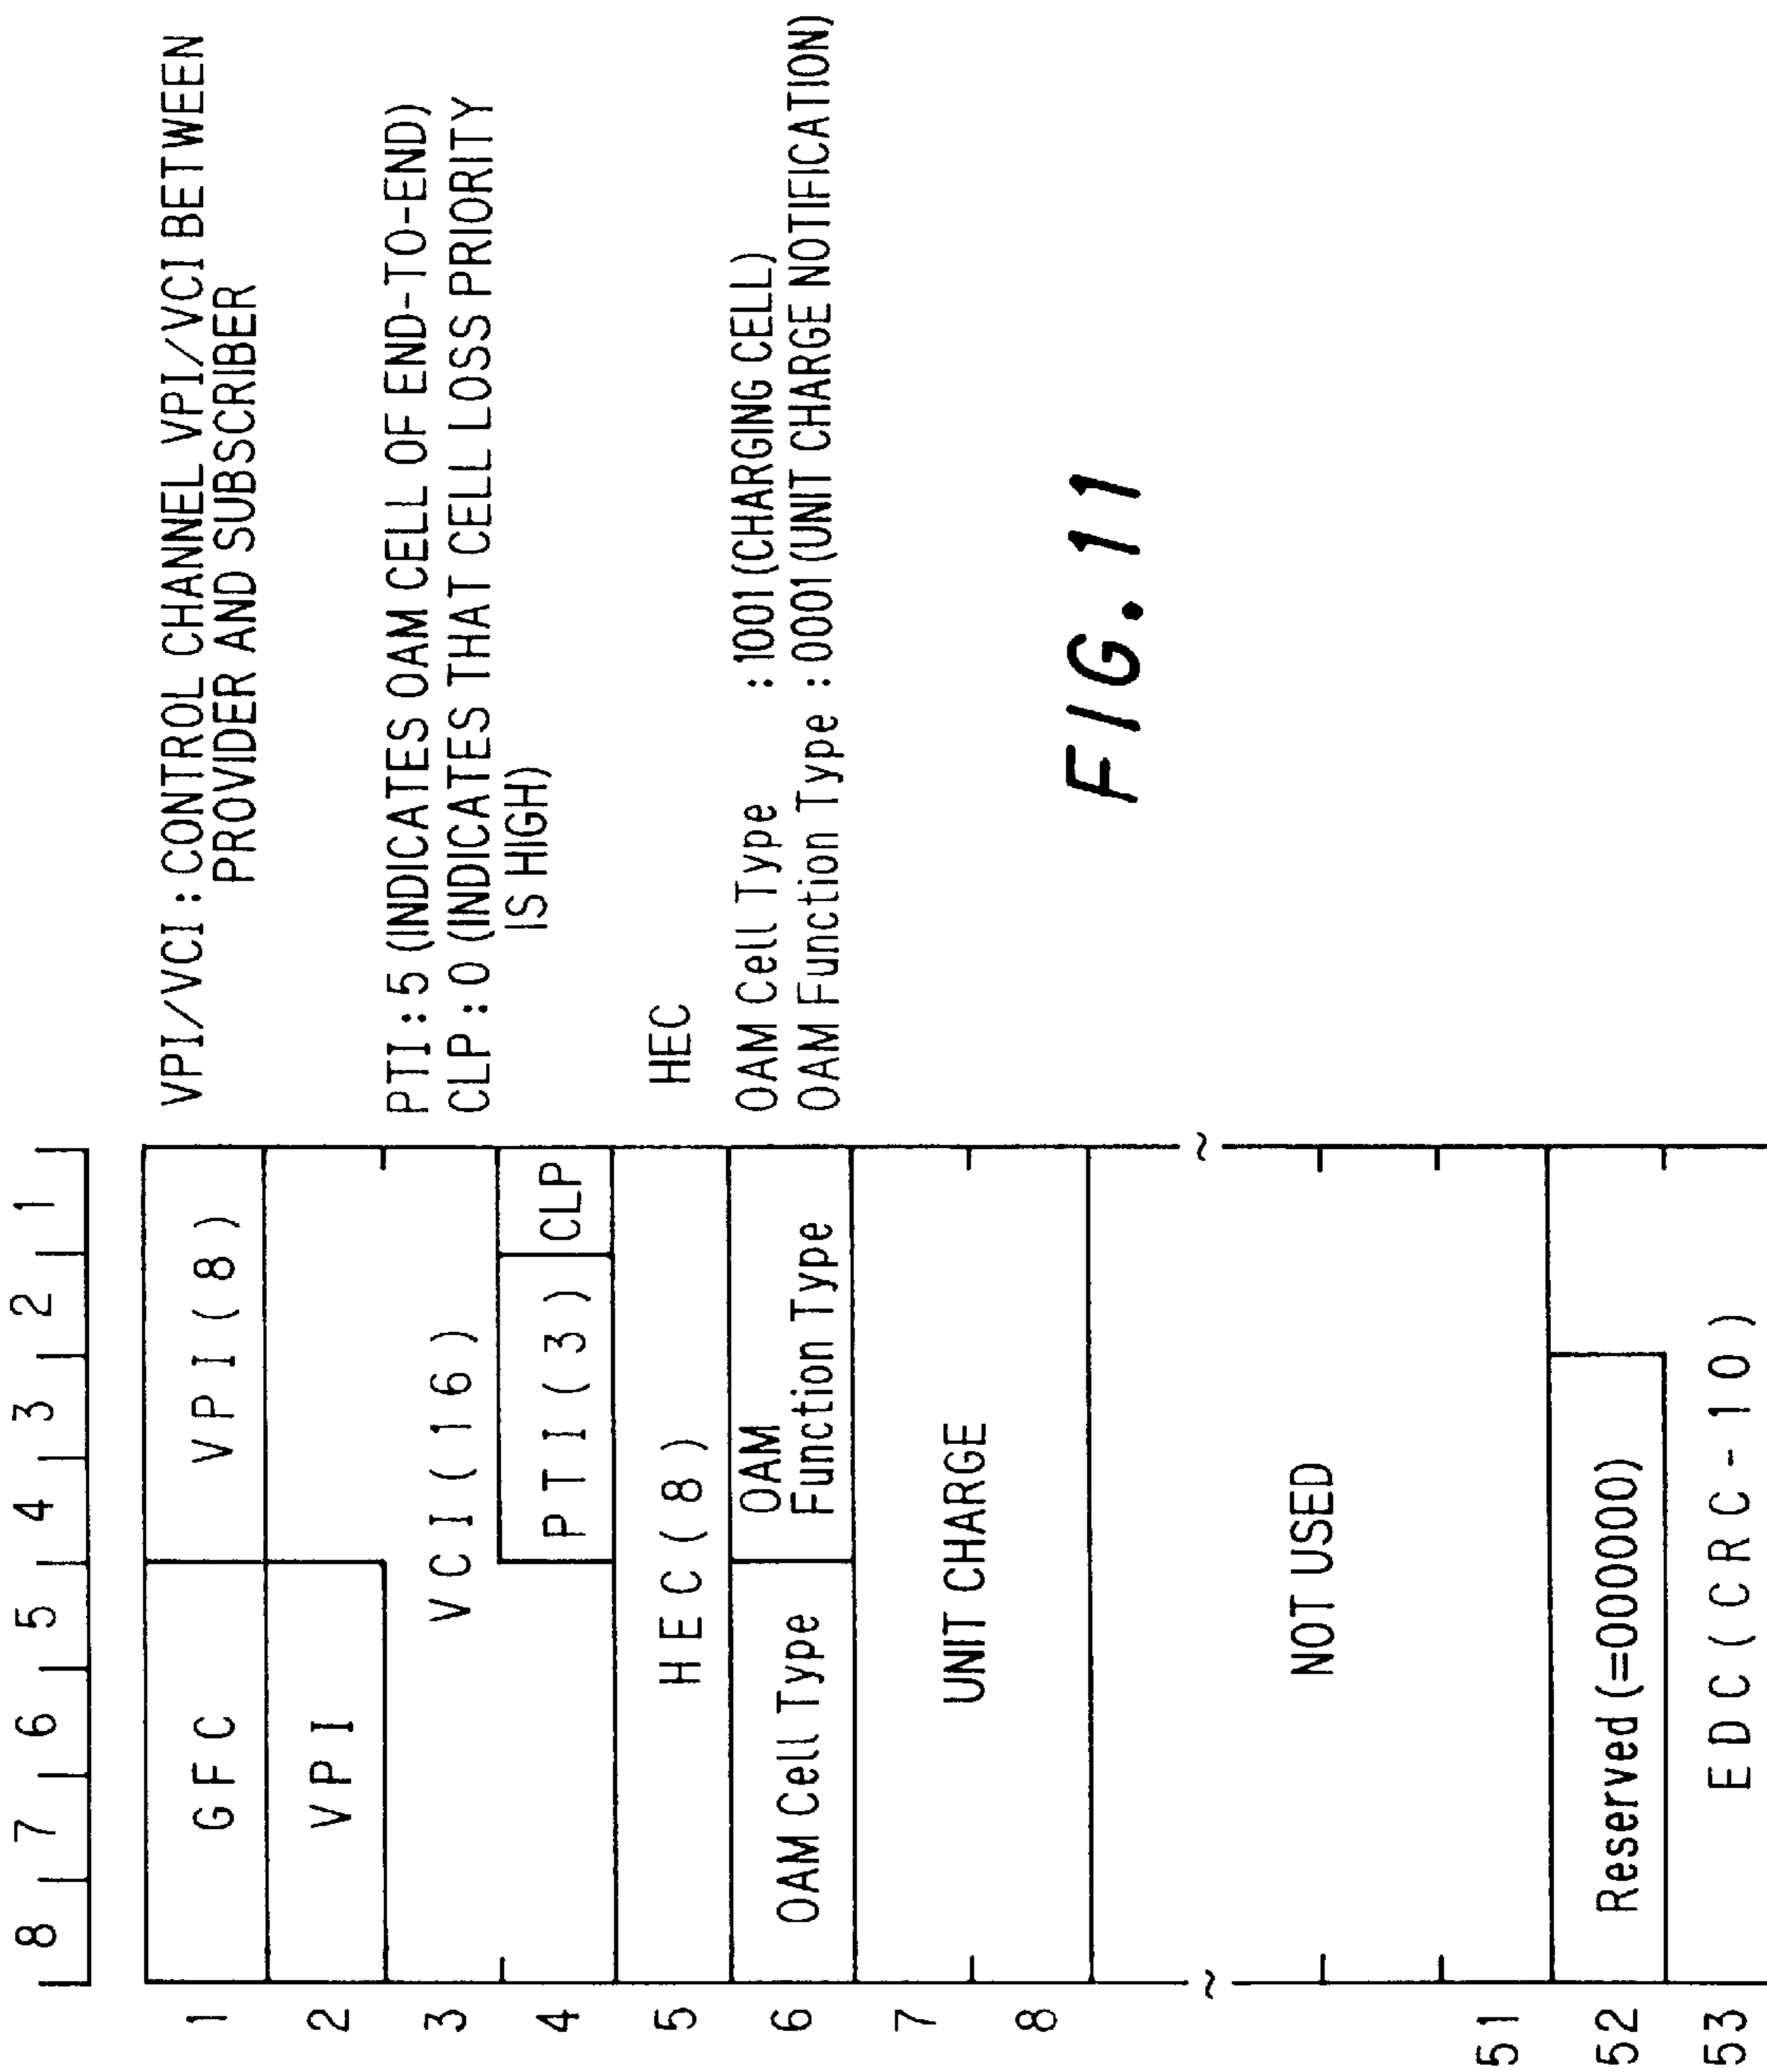 8 7 6 5 4 3 2 1
1 GFC VPI(8)
2 VPI
3 VCI(16)
4 PTI(3) CLP
5 HEC(8)
6 OAM Cell Type OAM
Function Type
7 UNIT CHARGE
8
NOT USED
51
52 Reserved (=000000)
53 EDC(CRC-10)
VPI/VCI : CONTROL CHANNEL VPI/VCI BETWEEN
PROVIDER AND SUBSCRIBER
PTI : 5 (INDICATES OAM CELL OF END-TO-END)
CLP : 0 (INDICATES THAT CELL LOSS PRIORITY
IS HIGH)
HEC
OAM Cell Type : 1001 (CHARGING CELL)
OAM Function Type : 0001 (UNIT CHARGE NOTIFICATION)
FIG. 11